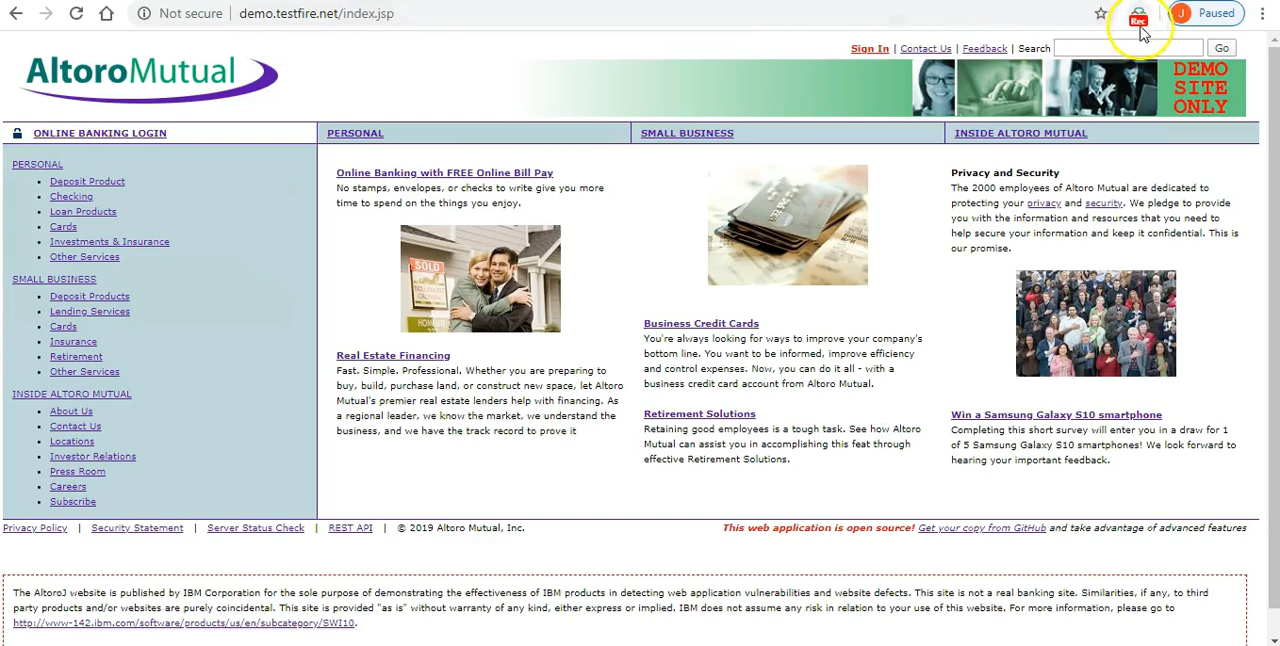 Not secure | demo.testfire.net/index.jsp
Rec
J Paused
Sign In | Contact Us | Feedback | Search Go
AltoroMutual
DEMO
SITE
ONLY
ONLINE BANKING LOGIN
PERSONAL
SMALL BUSINESS
INSIDE ALTORO MUTUAL
PERSONAL
• Deposit Product
• Checking
• Loan Products
• Cards
• Investments & Insurance
• Other Services
SMALL BUSINESS
• Deposit Products
• Lending Services
• Cards
• Insurance
• Retirement
• Other Services
INSIDE ALTORO MUTUAL
• About Us
• Contact Us
• Locations
• Investor Relations
• Press Room
• Careers
• Subscribe
Online Banking with FREE Online Bill Pay
No stamps, envelopes, or checks to write give you more
time to spend on the things you enjoy.
SOLD
Real Estate Financing
Fast. Simple. Professional. Whether you are preparing to
buy, build, purchase land, or construct new space, let Altoro
Mutual's premier real estate lenders help with financing. As
a regional leader, we know the market, we understand the
business, and we have the track record to prove it
Business Credit Cards
You're always looking for ways to improve your company's
bottom line. You want to be informed, improve efficiency
and control expenses. Now, you can do it all - with a
business credit card account from Altoro Mutual.
Retirement Solutions
Retaining good employees is a tough task. See how Altoro
Mutual can assist you in accomplishing this feat through
effective Retirement Solutions.
Privacy and Security
The 2000 employees of Altoro Mutual are dedicated to
protecting your privacy and security. We pledge to provide
you with the information and resources that you need to
help secure your information and keep it confidential. This is
our promise.
Win a Samsung Galaxy S10 smartphone
Completing this short survey will enter you in a draw for 1
of 5 Samsung Galaxy S10 smartphones! We look forward to
hearing your important feedback.
Privacy Policy | Security Statement | Server Status Check | REST API | © 2019 Altoro Mutual, Inc.
This web application is open source! Get your copy from GitHub and take advantage of advanced features
The AltoroJ website is published by IBM Corporation for the sole purpose of demonstrating the effectiveness of IBM products in detecting web application vulnerabilities and website defects. This site is not a real banking site. Similarities, if any, to third
party products and/or websites are purely coincidental. This site is provided "as is" without warranty of any kind, either express or implied. IBM does not assume any risk in relation to your use of this website. For more information, please go to
http://www-142.ibm.com/software/products/us/en/subcategory/SWI10.